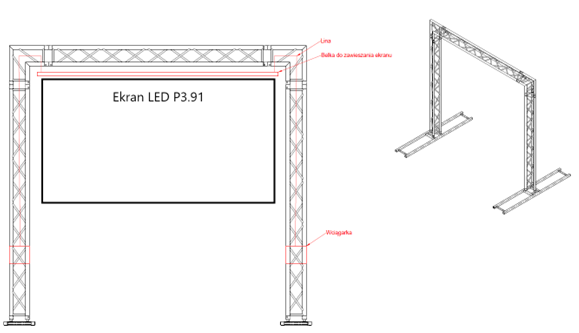 Lina
Belka do zawieszania ekranu
Ekran LED P3.91
Wciągarka